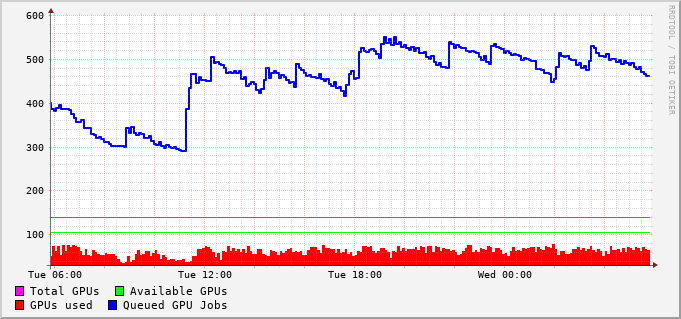 600
500
400
300
200
100
Tue 06:00 Tue 12:00 Tue 18:00 Wed 00:00
Total GPUs Available GPUs
GPUs used Queued GPU Jobs
RRDTOOL / TOBI OETIKER